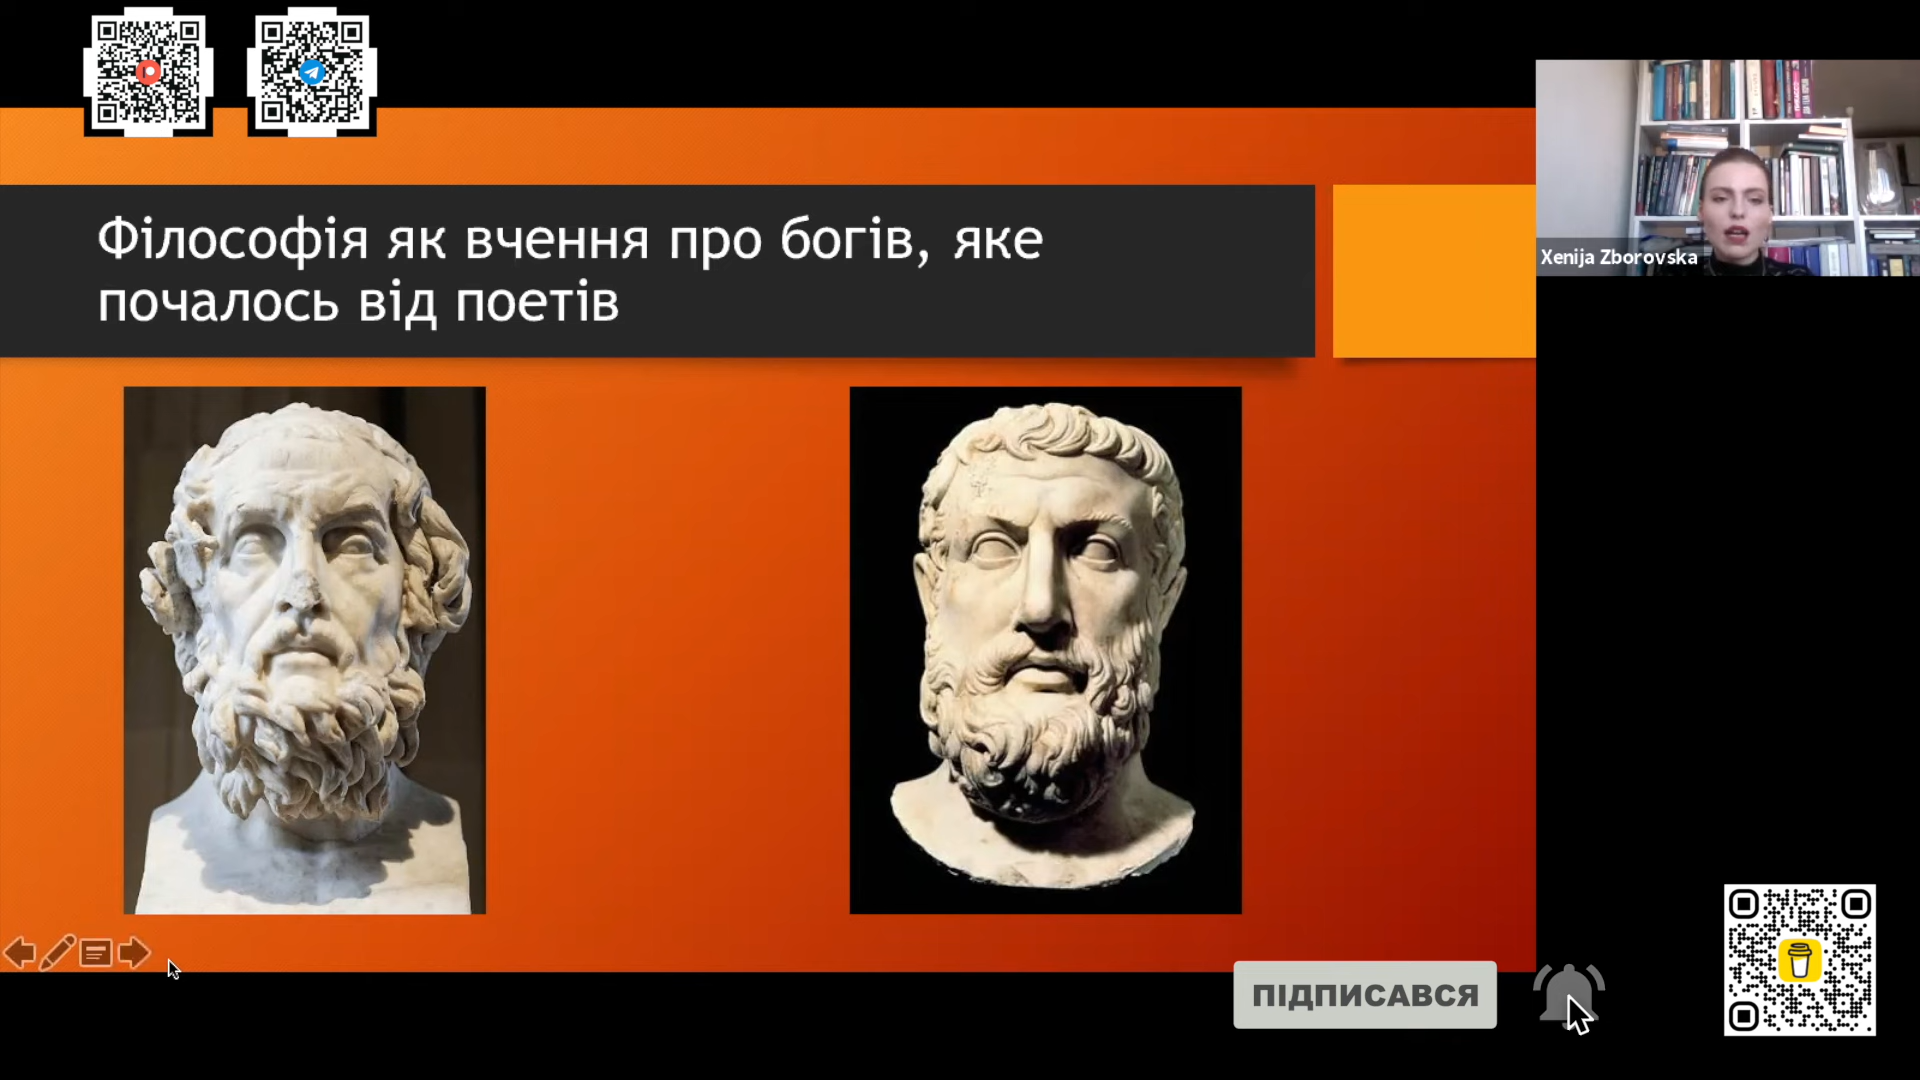 Філософія як вчення про богів, яке
почалось від поетів
Xenija Zborovska
ПІДПИСАВСЯ